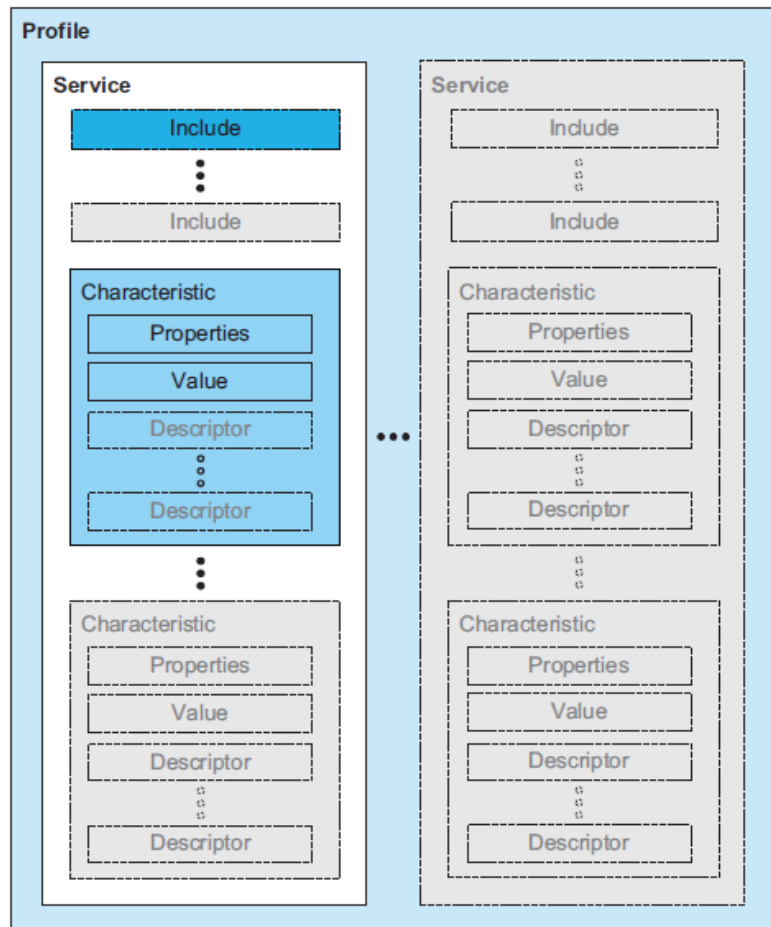 Profile
Service
Include
Include
Characteristic
Properties
Value
Descriptor
Descriptor
Characteristic
Properties
Value
Descriptor
Descriptor
Service
Include
Include
Characteristic
Properties
Value
Descriptor
Descriptor
Characteristic
Properties
Value
Descriptor
Descriptor